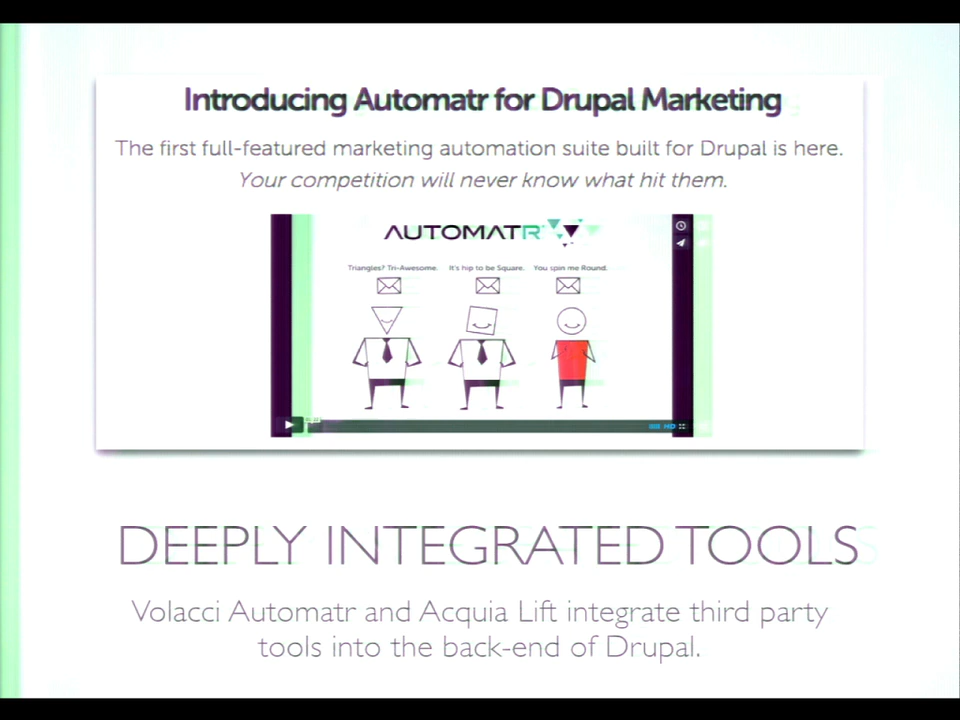 Introducing Automatr for Drupal Marketing
The first full-featured marketing automation suite built for Drupal is here.
Your competition will never know what hit them.
AUTOMATR
Triangles? Tri-Awesome. It's hip to be Square. You spin me Round.
HD
DEEPLY INTEGRATED TOOLS
Volacci Automatr and Acquia Lift integrate third party
tools into the back-end of Drupal.